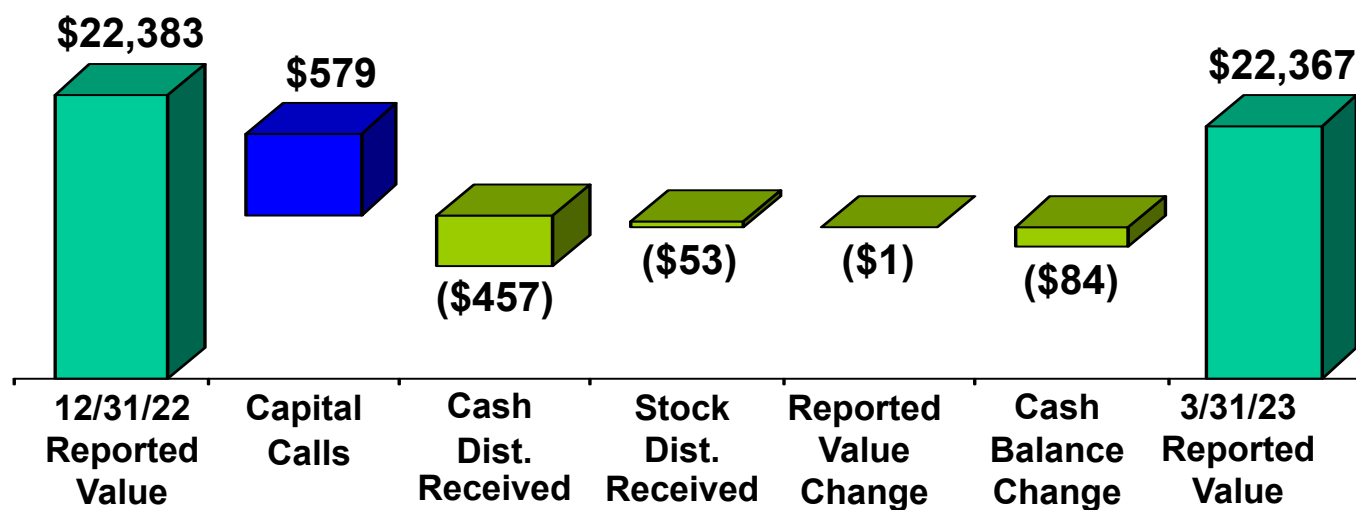 $22,383
$579
($457)
($53)
($1)
($84)
$22,367
12/31/22
Reported
Value
Capital
Calls
Cash
Dist.
Received
Stock
Dist.
Received
Reported
Value
Change
Cash
Balance
Change
3/31/23
Reported
Value